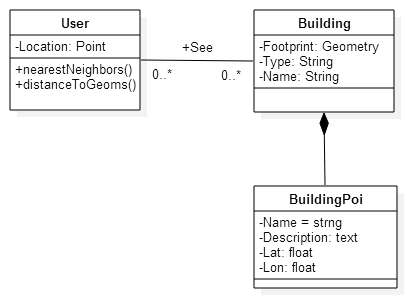 User
-Location: Point
+nearestNeighbors()
+distanceToGeoms()
+See
0..*
0..*
Building
-Footprint: Geometry
-Type: String
-Name: String
BuildingPoi
-Name = strng
-Description: text
-Lat: float
-Lon: float